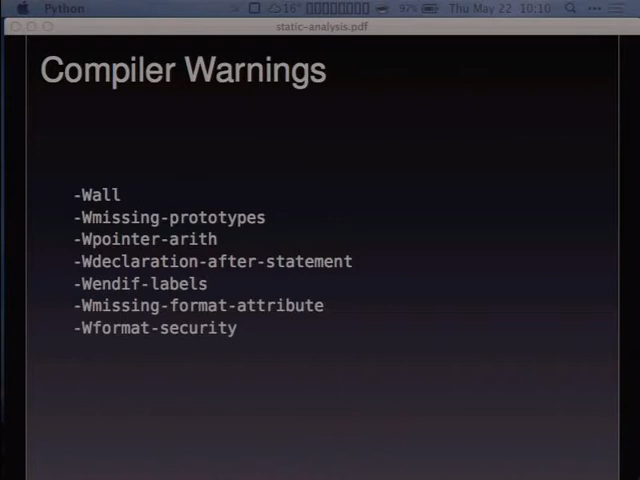 Python 18° 97% Thu May 22 10:10
static-analysis.pdf
Compiler Warnings
-Wall
-Wmissing-prototypes
-Wpointer-arith
-Wdeclaration-after-statement
-Wendif-labels
-Wmissing-format-attribute
-Wformat-security